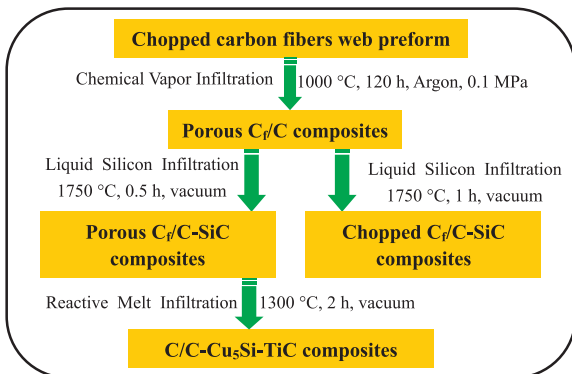 Chopped carbon fibers web preform
Chemical Vapor Infiltration 1000 °C, 120 h, Argon, 0.1 MPa
Porous Cf/C composites
Liquid Silicon Infiltration
1750 °C, 0.5 h, vacuum
Liquid Silicon Infiltration
1750 °C, 1 h, vacuum
Porous Cf/C-SiC
composites
Chopped Cf/C-SiC
composites
Reactive Melt Infiltration 1300 °C, 2 h, vacuum
C/C-Cu₅Si-TiC composites